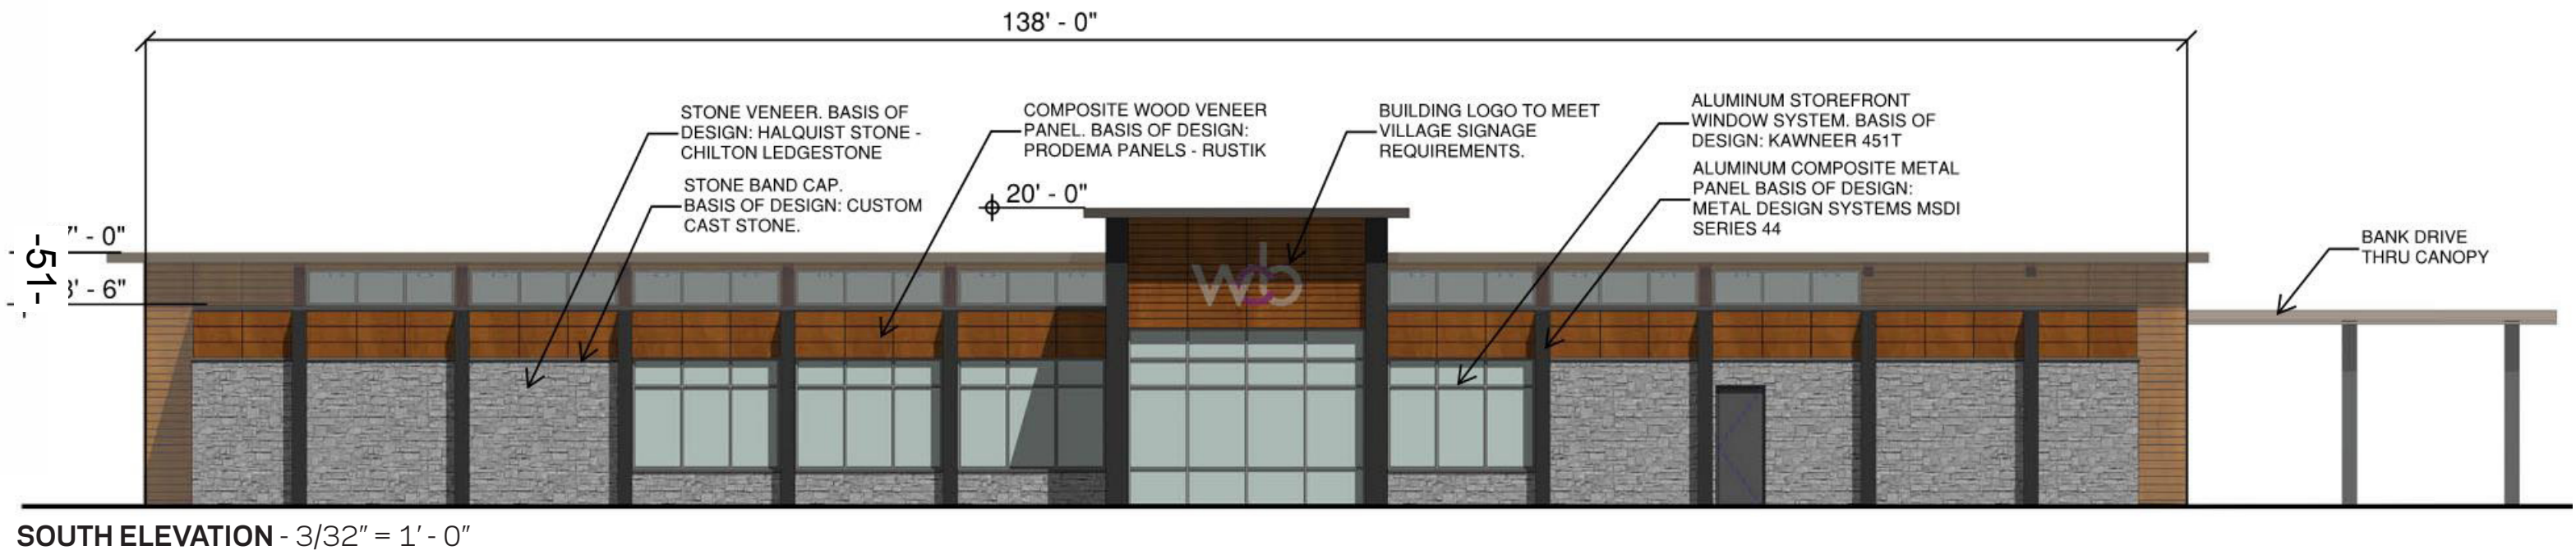 138' - 0"
STONE VENEER. BASIS OF
DESIGN: HALQUIST STONE -
CHILTON LEDGESTONE
STONE BAND CAP.
BASIS OF DESIGN: CUSTOM
CAST STONE.
COMPOSITE WOOD VENEER
PANEL. BASIS OF DESIGN:
PRODEMA PANELS - RUSTIK
20' - 0"
BUILDING LOGO TO MEET
VILLAGE SIGNAGE
REQUIREMENTS.
ALUMINUM STOREFRONT
WINDOW SYSTEM. BASIS OF
DESIGN: KAWNEER 451T
ALUMINUM COMPOSITE METAL
PANEL BASIS OF DESIGN:
METAL DESIGN SYSTEMS MSDI
SERIES 44
BANK DRIVE
THRU CANOPY
' - 0"
' - 6"
-51-
wcb
SOUTH ELEVATION - 3/32" = 1' - 0"